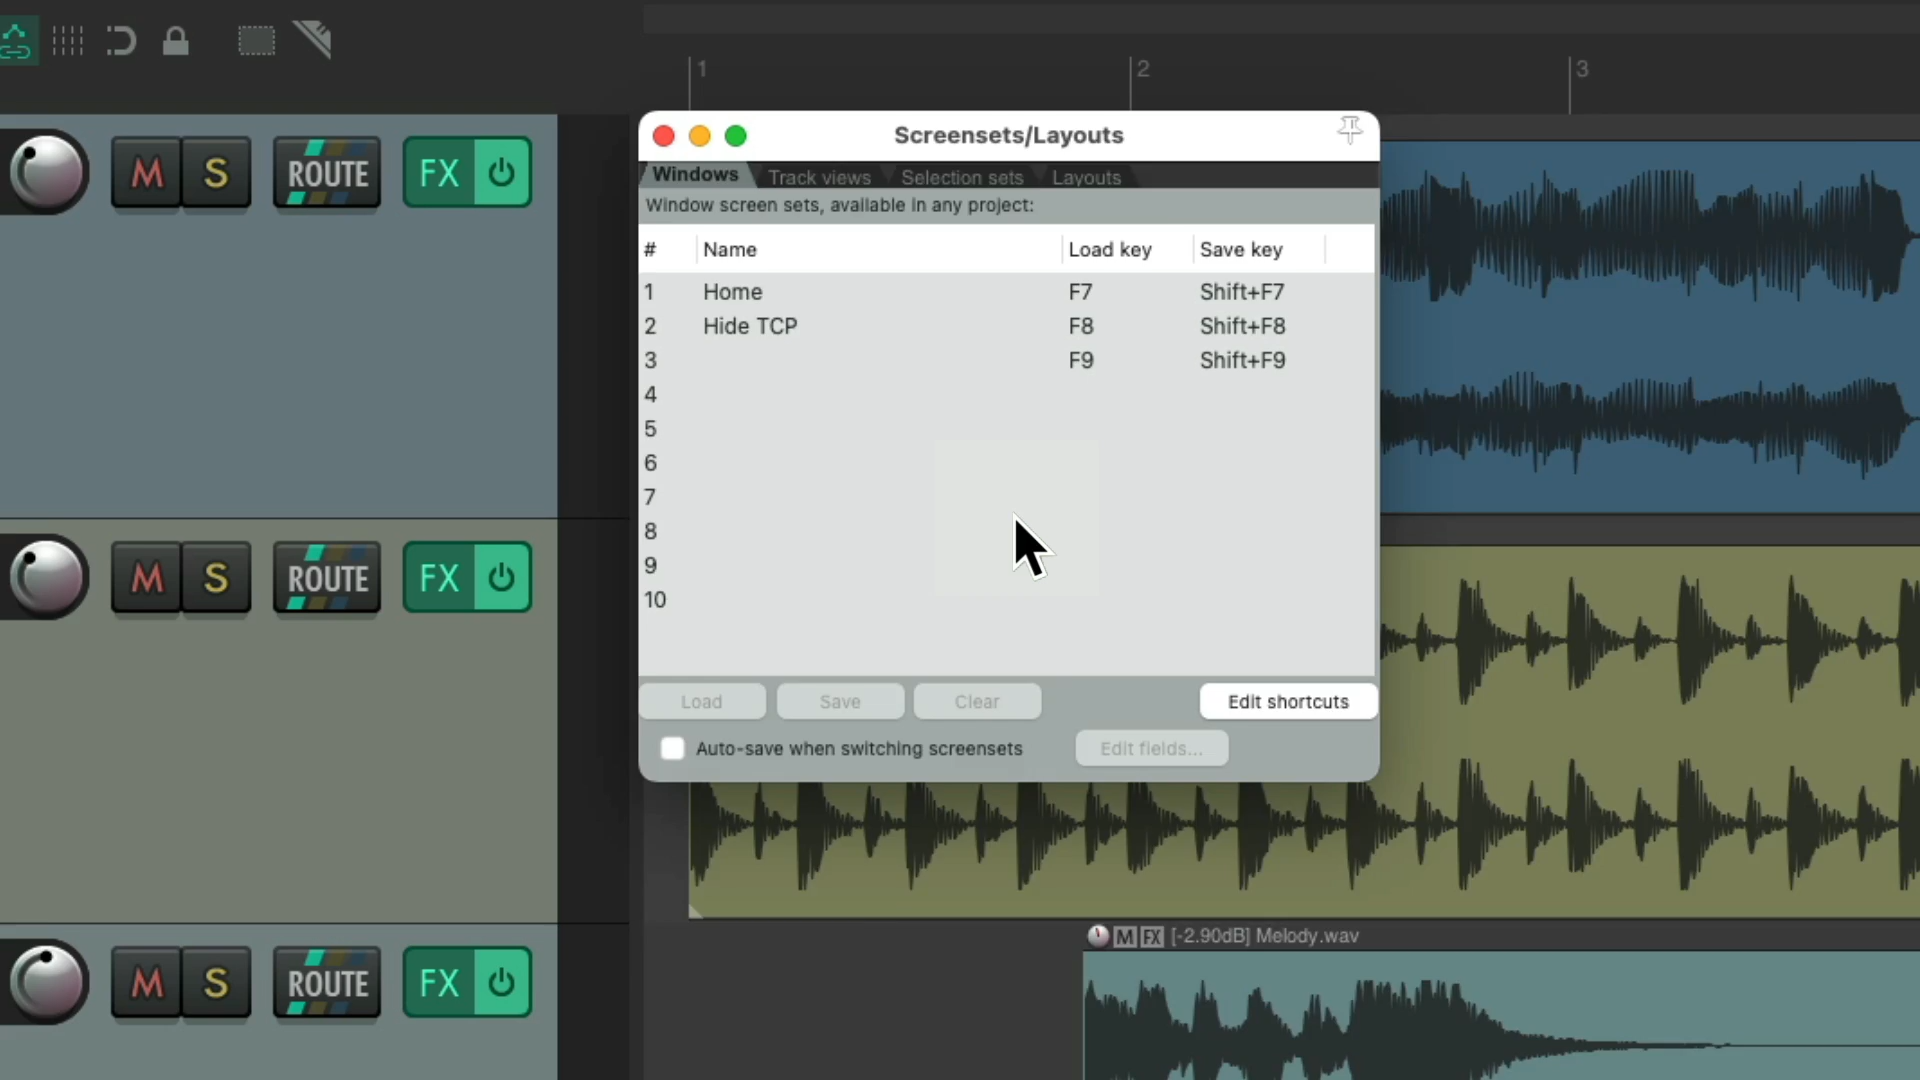 1 2 3
Screensets/Layouts
Windows Track views Selection sets Layouts
Window screen sets, available in any project:
# Name Load key Save key
1 Home F7 Shift+F7
2 Hide TCP F8 Shift+F8
3 F9 Shift+F9
4
5
6
7
8
9
10
Load Save Clear Edit shortcuts
Auto-save when switching screensets Edit fields...
M S ROUTE FX
M S ROUTE FX
M FX [-2.90dB] Melody.wav
M S ROUTE FX